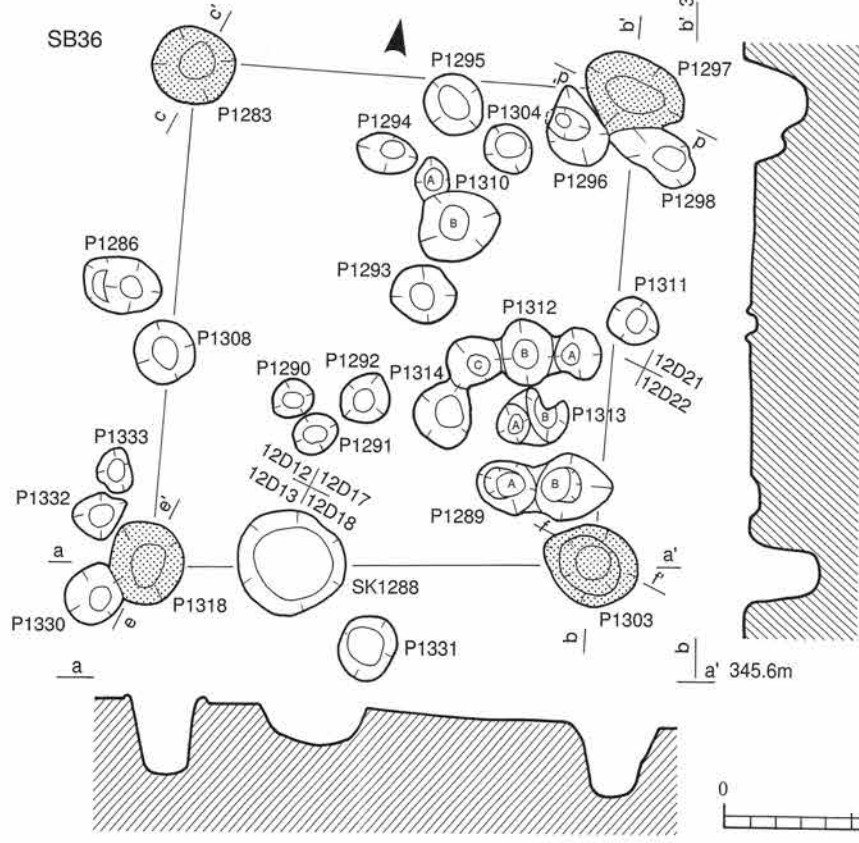 SB36
c'
b'
b' 3
P1295
P1297
P1283
c
P1304
p'
P1294
p
A
P1310
P1296
P1298
B
P1286
P1293
P1311
P1312
P1308
C
B
A
12D21
12D22
P1290
P1292
P1314
P1291
A
B
P1313
P1333
12D12
12D17
12D13
12D18
P1332
e'
P1289
A
B
f
a
a'
f'
P1318
SK1288
P1330
e
P1303
P1331
b
b
a
a' 345.6m
0